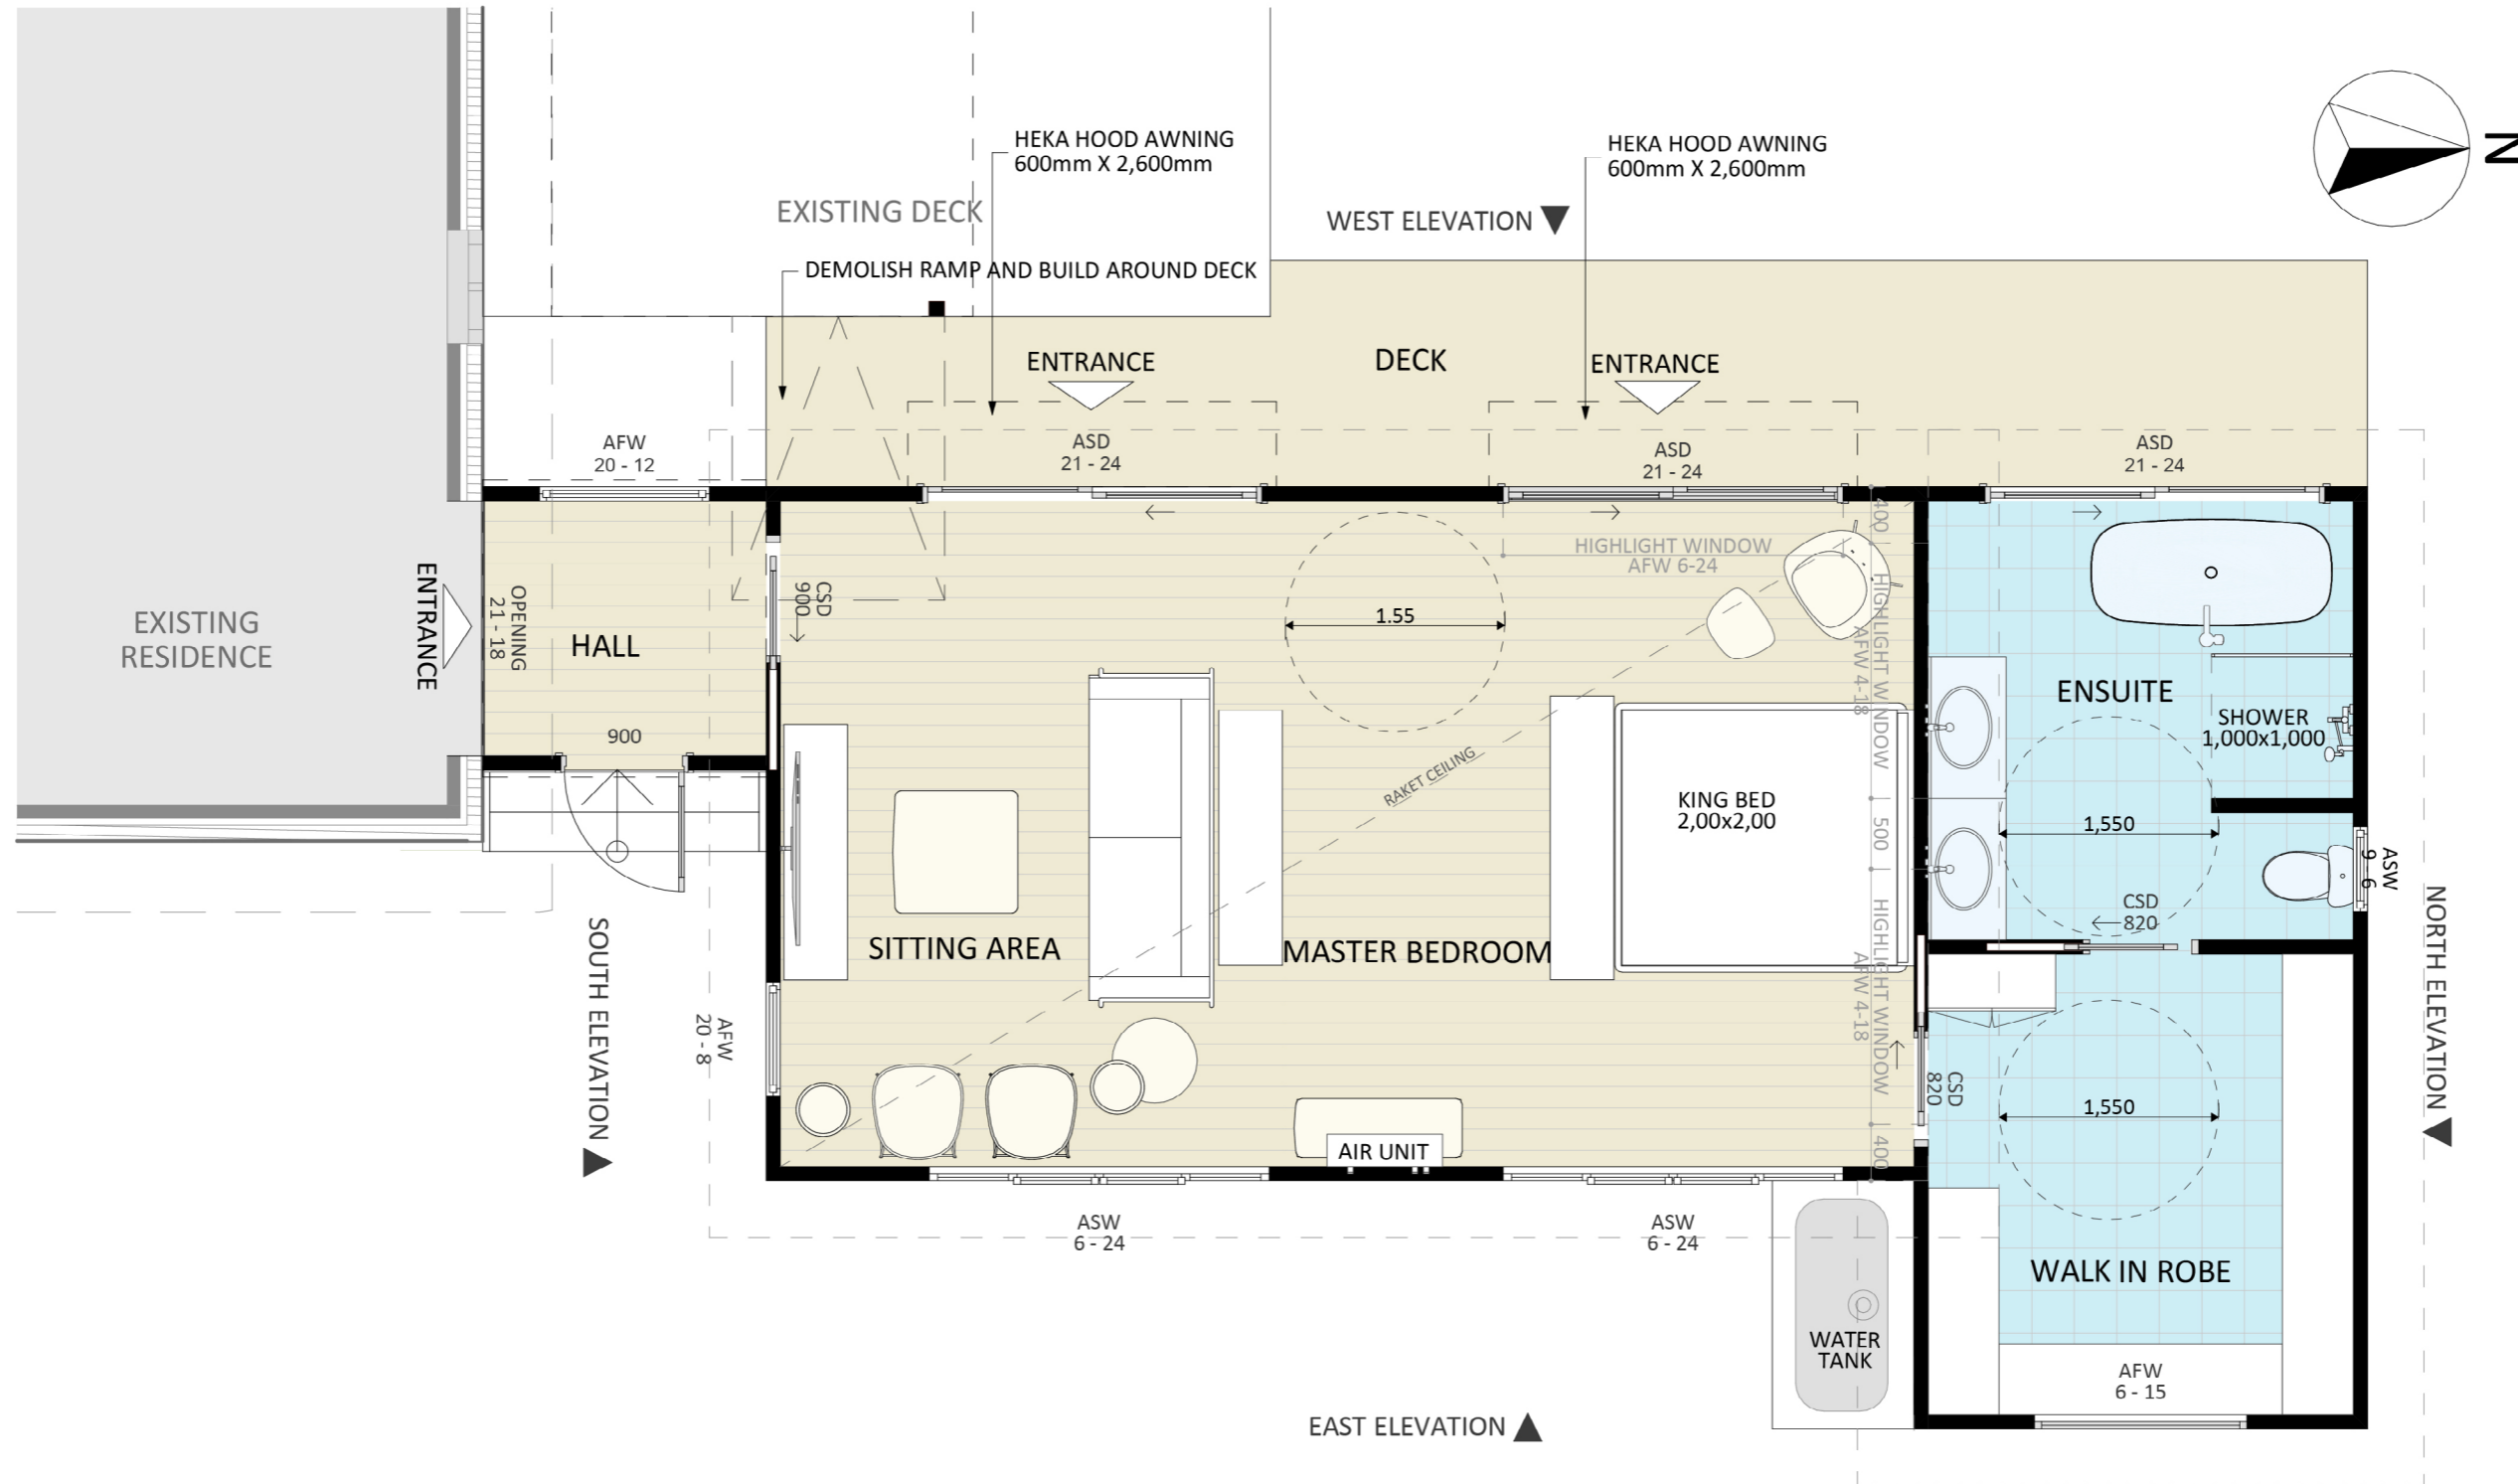 HEKA HOOD AWNING
600mm X 2,600mm
HEKA HOOD AWNING
600mm X 2,600mm
N
EXISTING DECK
WEST ELEVATION
DEMOLISH RAMP AND BUILD AROUND DECK
ENTRANCE
DECK
ENTRANCE
AFW
20 - 12
ASD
21 - 24
ASD
21 - 24
ASD
21 - 24
EXISTING
RESIDENCE
ENTRANCE
OPENING
21 - 18
HALL
900
CSD
900
1.55
HIGHLIGHT WINDOW
AFW 6-24
400
HIGHLIGHT WINDOW
AFW 4-18
500
HIGHLIGHT WINDOW
AFW 4-18
400
RAKET CEILING
KING BED
2,00x2,00
ENSUITE
SHOWER
1,000x1,000
1,550
CSD
820
ASW
9 - 6
SITTING AREA
MASTER BEDROOM
SOUTH ELEVATION
AFW
20 - 8
AIR UNIT
CSD
820
1,550
NORTH ELEVATION
ASW
6 - 24
ASW
6 - 24
WALK IN ROBE
WATER
TANK
AFW
6 - 15
EAST ELEVATION